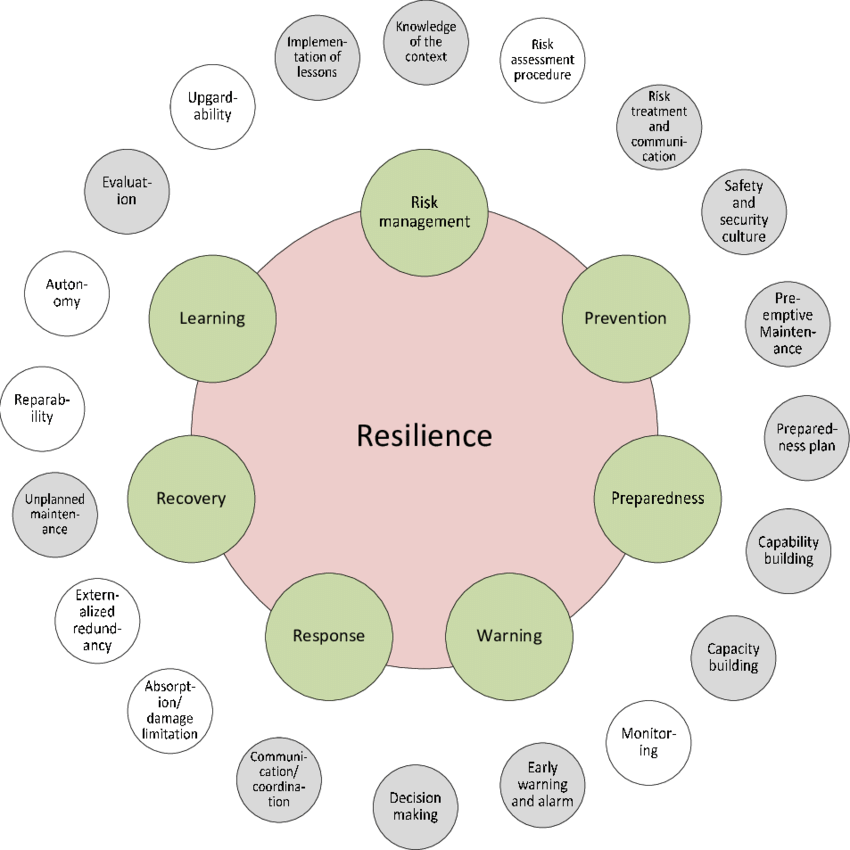 Knowledge
of the
context
Risk
assessment
procedure
Risk
treatment
and
communi-
cation
Safety
and
security
culture
Pre-
emptive
Mainten-
ance
Prepared-
ness plan
Capability
building
Capacity
building
Monitor-
ing
Early
warning
and alarm
Decision
making
Communi-
cation/
coordina-
tion
Absorpt-
ion/
damage
limitation
Extern-
alized
redund-
ancy
Unplanned
mainten-
ance
Reparab-
ility
Auton-
omy
Evaluat-
ion
Upgard-
ability
Implemen-
tation of
lessons
Risk
management
Prevention
Preparedness
Warning
Response
Recovery
Learning
Resilience